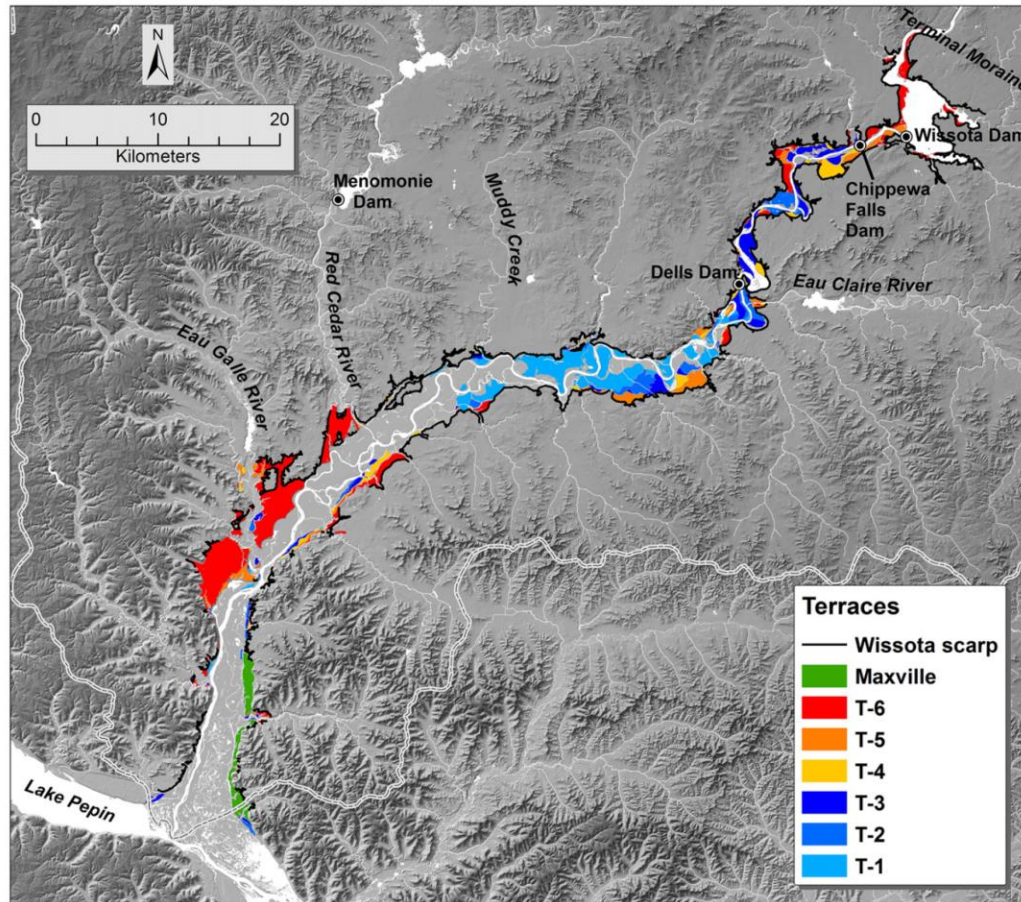 N
0 10 20
Kilometers
Terminal Moraine
Wissota Dam
Menomonie
Dam
Muddy Creek
Chippewa
Falls
Dam
Red Cedar River
Dells Dam
Eau Claire River
Eau Galle River
Lake Pepin
Terraces
Wissota scarp
Maxville
T-6
T-5
T-4
T-3
T-2
T-1